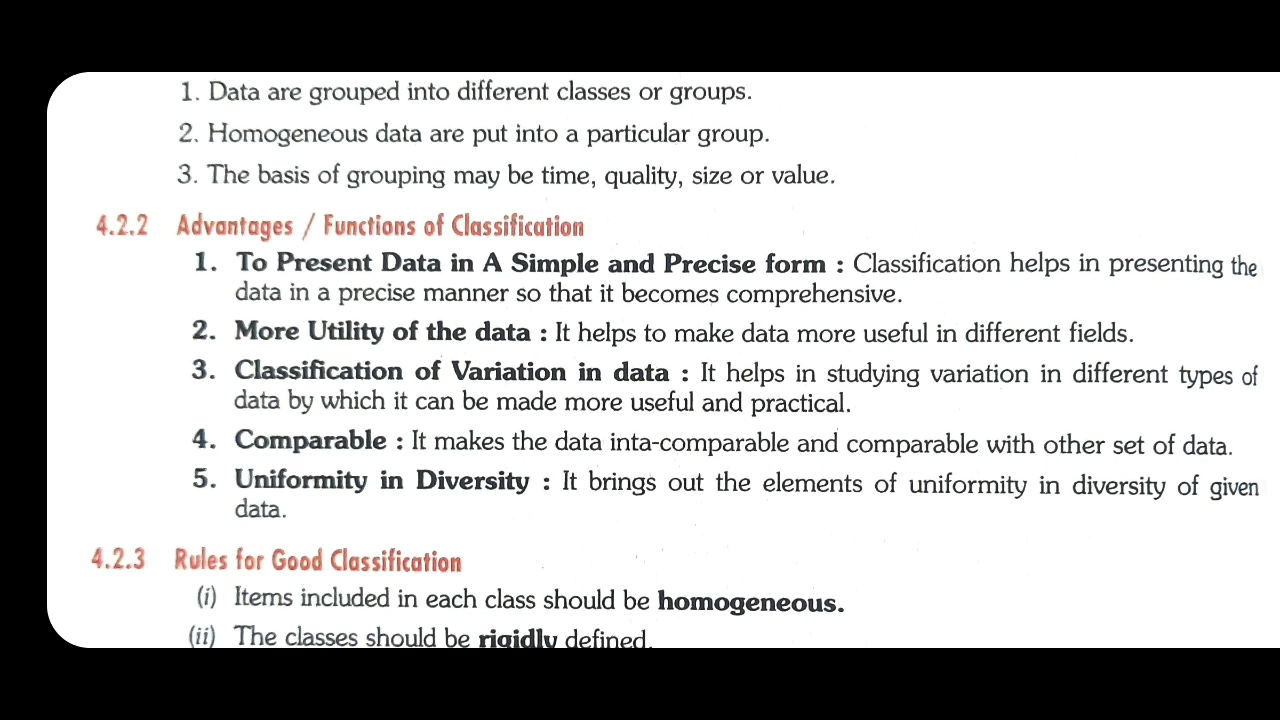 1. Data are grouped into different classes or groups.
2. Homogeneous data are put into a particular group.
3. The basis of grouping may be time, quality, size or value.
4.2.2 Advantages / Functions of Classification
1. To Present Data in A Simple and Precise form : Classification helps in presenting the
data in a precise manner so that it becomes comprehensive.
2. More Utility of the data : It helps to make data more useful in different fields.
3. Classification of Variation in data : It helps in studying variation in different types of
data by which it can be made more useful and practical.
4. Comparable : It makes the data inta-comparable and comparable with other set of data.
5. Uniformity in Diversity : It brings out the elements of uniformity in diversity of given
data.
4.2.3 Rules for Good Classification
(i) Items included in each class should be homogeneous.
(ii) The classes should be rigidly defined.